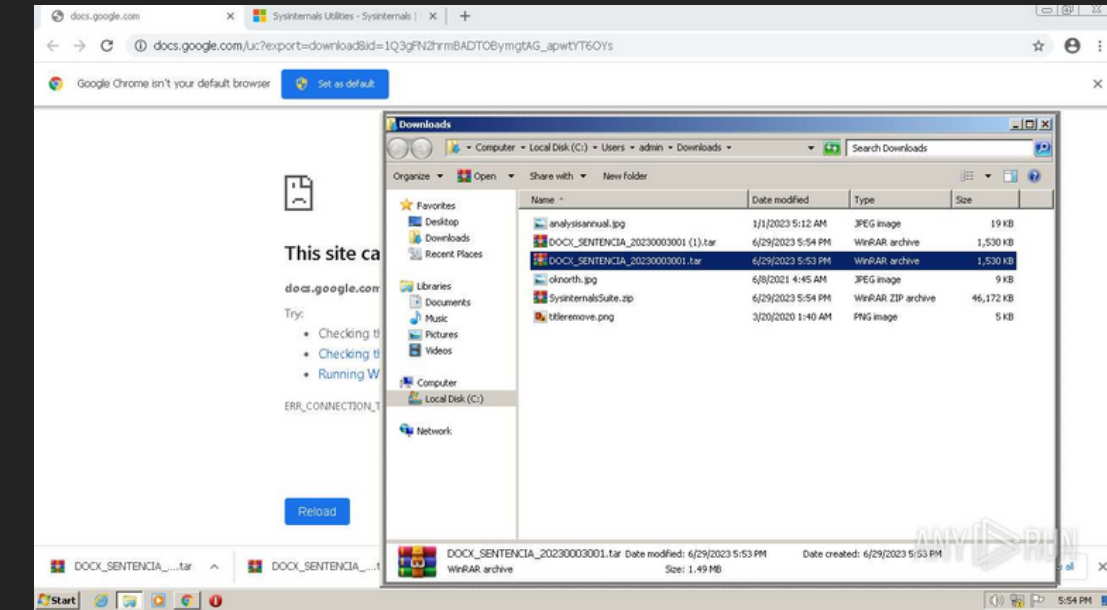 docs.google.com
Sysinternals Utilities - Sysinternals |
docs.google.com/uc?export=download&id=1Q3gFN2hrmBADTOBymgtAG_apwtYT6OYs
Google Chrome isn't your default browser
Set as default
This site ca
docs.google.com
Try:
Checking th
Checking th
Running W
ERR_CONNECTION_T
Reload
Downloads
Computer
Local Disk (C:)
Users
admin
Downloads
Search Downloads
Organize
Open
Share with
New folder
Favorites
Desktop
Downloads
Recent Places
Libraries
Documents
Music
Pictures
Videos
Computer
Local Disk (C:)
Network
Name Date modified Type Size
analysisannual.jpg 1/1/2023 5:12 AM JPEG image 19 KB
DOCX_SENTENCIA_20230003001 (1).tar 6/29/2023 5:54 PM WinRAR archive 1,530 KB
DOCX_SENTENCIA_20230003001.tar 6/29/2023 5:53 PM WinRAR archive 1,530 KB
oknorth.jpg 6/8/2021 4:45 AM JPEG image 9 KB
SysinternalsSuite.zip 6/29/2023 5:54 PM WinRAR ZIP archive 46,172 KB
titleremove.png 3/20/2020 1:40 AM PNG image 5 KB
DOCX_SENTENCIA_20230003001.tar Date modified: 6/29/2023 5:53 PM Date created: 6/29/2023 5:53 PM
WinRAR archive Size: 1.49 MB
DOCX_SENTENCIA_....tar
DOCX_SENTENCIA_....t
ANY RUN
Start
5:54 PM